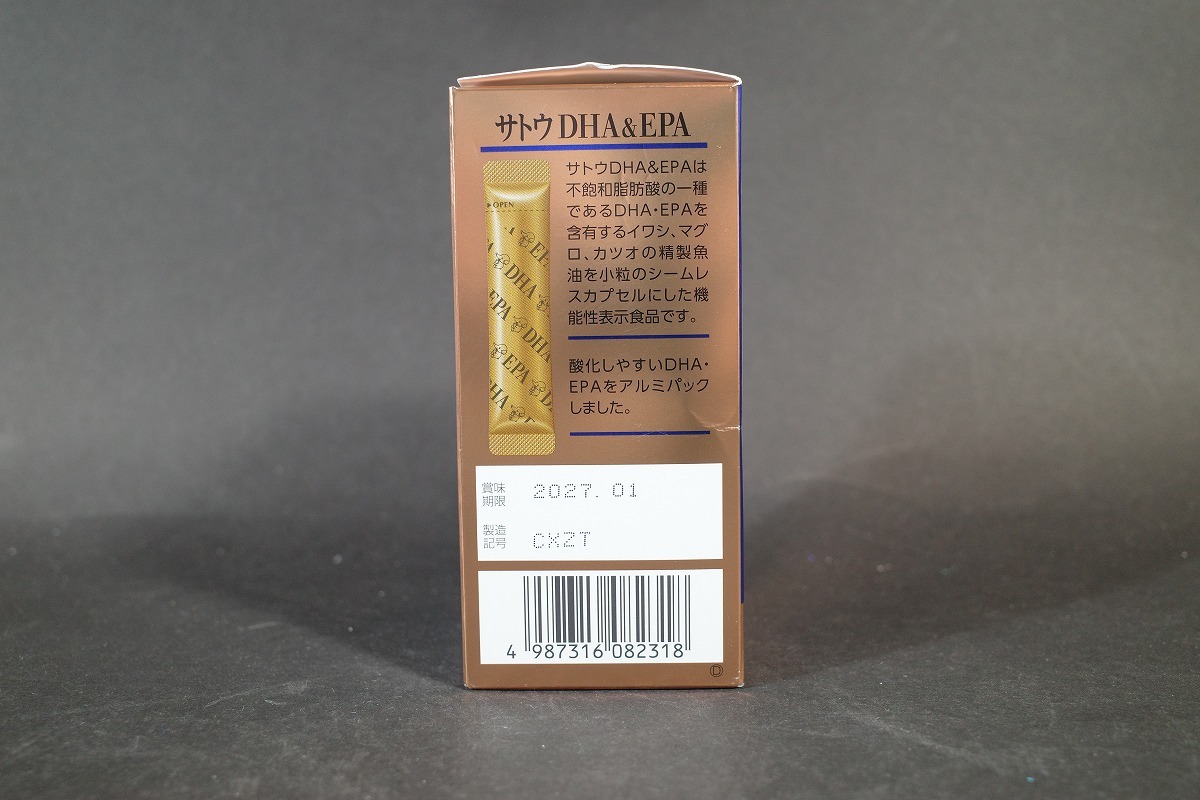 サトウDHA&EPA
サトウDHA&EPAは
不飽和脂肪酸の一種
であるDHA・EPAを
含有するイワシ、マグ
ロ、カツオの精製魚
油を小粒のシームレ
スカプセルにした機
能性表示食品です。
酸化しやすいDHA・
EPAをアルミパック
しました。
OPEN
EPA
DHA
EPA
DHA
EPA
賞味
期限
2027. 01
製造
記号
CXZT
4 987316 082318
D